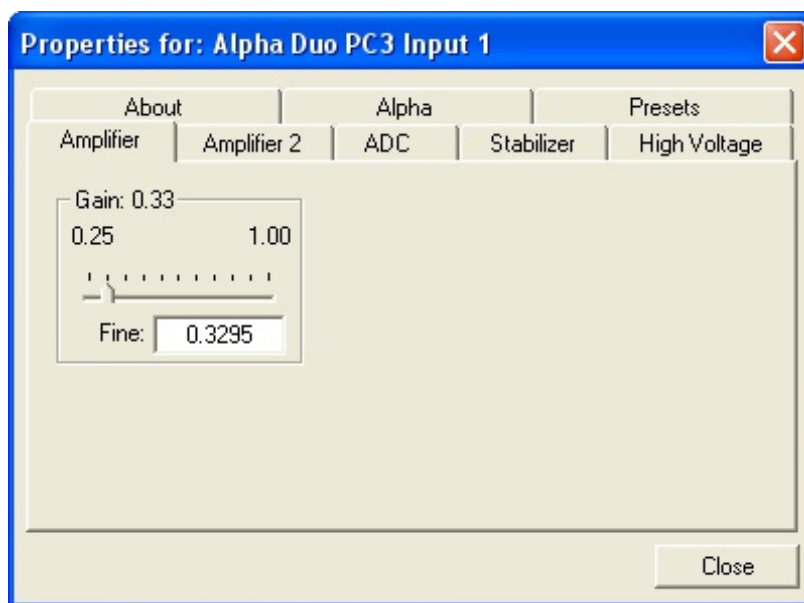 Properties for: Alpha Duo PC3 Input 1
About Alpha Presets
Amplifier Amplifier 2 ADC Stabilizer High Voltage
Gain: 0.33
0.25 1.00
Fine: 0.3295
Close